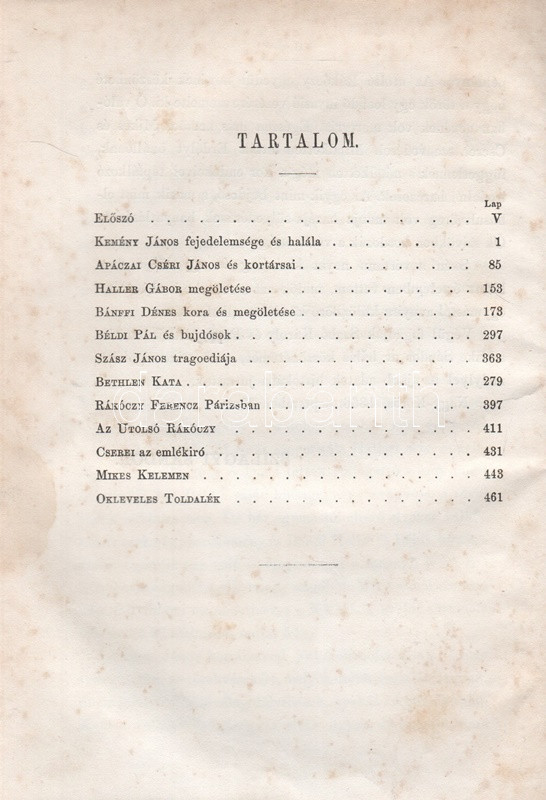 TARTALOM.
Lap
Előszó . . . . . . . . . . . . . . . . . . . . V
Kemény János fejedelemsége és halála . . . . . . . . . 1
Apáczai Cséri János és kortársai . . . . . . . . . . . 85
Haller Gábor megöletése . . . . . . . . . . . . . 153
Bánffi Dénes kora és megöletése . . . . . . . . . . . 173
Béldi Pál és bujdósok . . . . . . . . . . . . . . 297
Szász János tragoediája . . . . . . . . . . . . . 363
Bethlen Kata . . . . . . . . . . . . . . . . . 279
Rákóczy Ferencz Párizsban . . . . . . . . . . . . 397
Az Utolsó Rákóczy . . . . . . . . . . . . . . 411
Cserei az emlékiró . . . . . . . . . . . . . . . 431
Mikes Kelemen . . . . . . . . . . . . . . . . 443
Okleveles Toldalék . . . . . . . . . . . . . . . 461